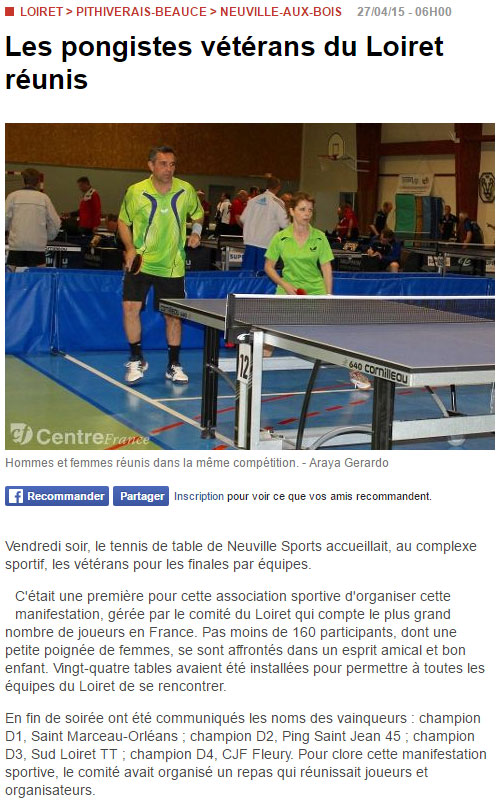 LOIRET > PITHIVERAIS-BEAUCE > NEUVILLE-AUX-BOIS 27/04/15 - 06H00
Les pongistes vétérans du Loiret
réunis
12
640 cornilleau
Centre France
Hommes et femmes réunis dans la même compétition. - Araya Gerardo
Recommander Partager Inscription pour voir ce que vos amis recommandent.
Vendredi soir, le tennis de table de Neuville Sports accueillait, au complexe
sportif, les vétérans pour les finales par équipes.
C'était une première pour cette association sportive d'organiser cette
manifestation, gérée par le comité du Loiret qui compte le plus grand
nombre de joueurs en France. Pas moins de 160 participants, dont une
petite poignée de femmes, se sont affrontés dans un esprit amical et bon
enfant. Vingt-quatre tables avaient été installées pour permettre à toutes les
équipes du Loiret de se rencontrer.
En fin de soirée ont été communiqués les noms des vainqueurs : champion
D1, Saint Marceau-Orléans ; champion D2, Ping Saint Jean 45 ; champion
D3, Sud Loiret TT ; champion D4, CJF Fleury. Pour clore cette manifestation
sportive, le comité avait organisé un repas qui réunissait joueurs et
organisateurs.